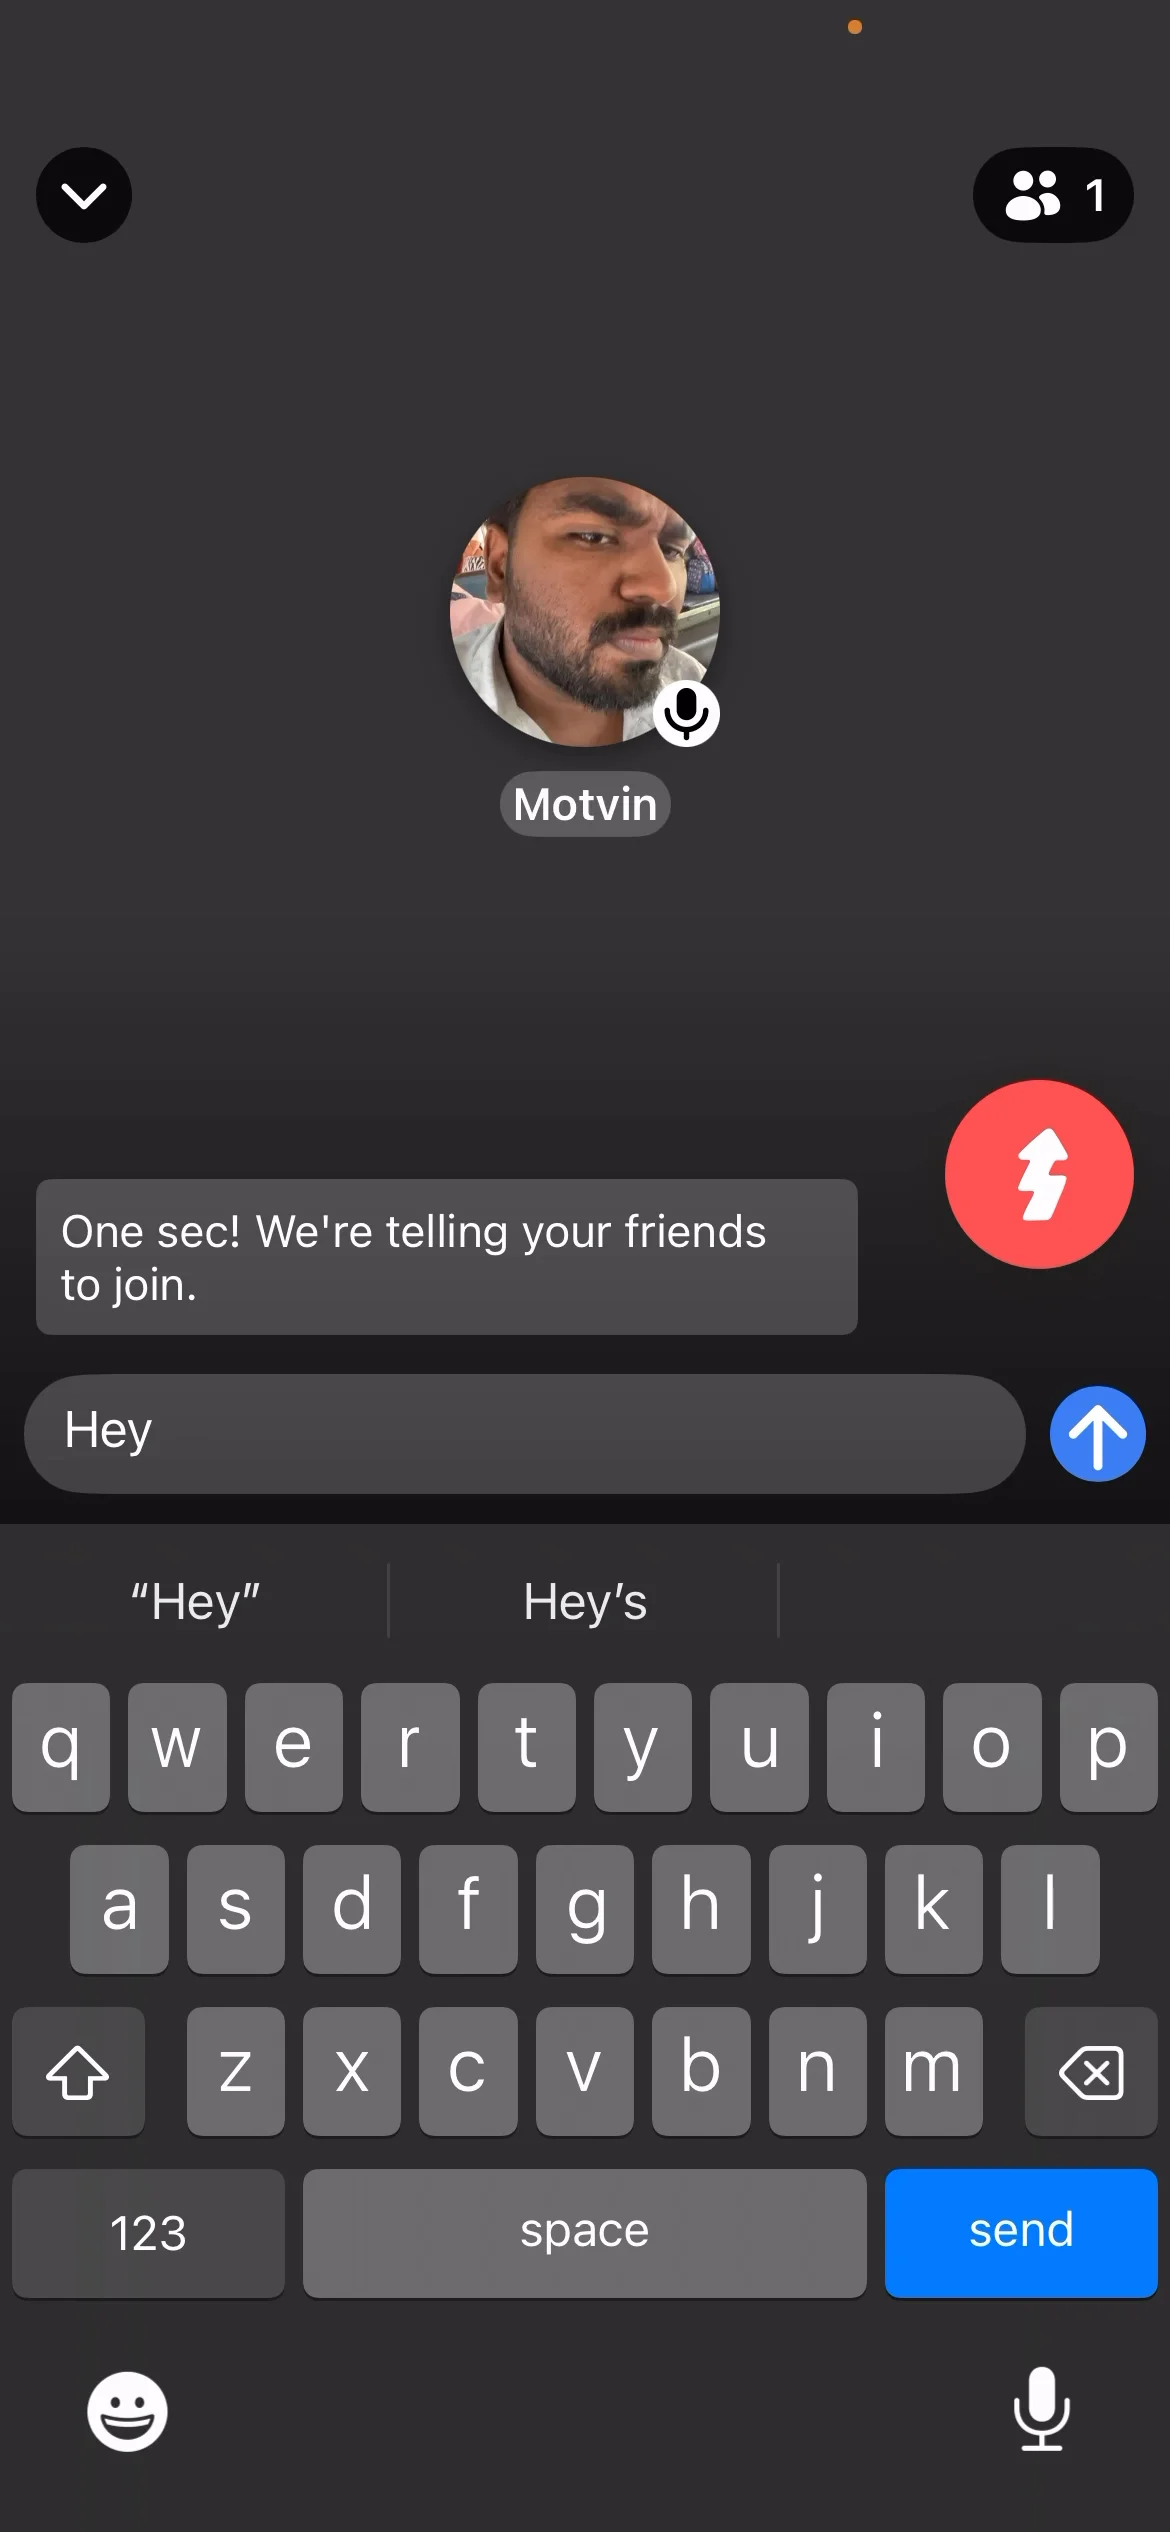 1
Motvin
One sec! We're telling your friends
to join.
Hey
“Hey” Hey’s
q w e r t y u i o p
a s d f g h j k l
z x c v b n m
123 space send